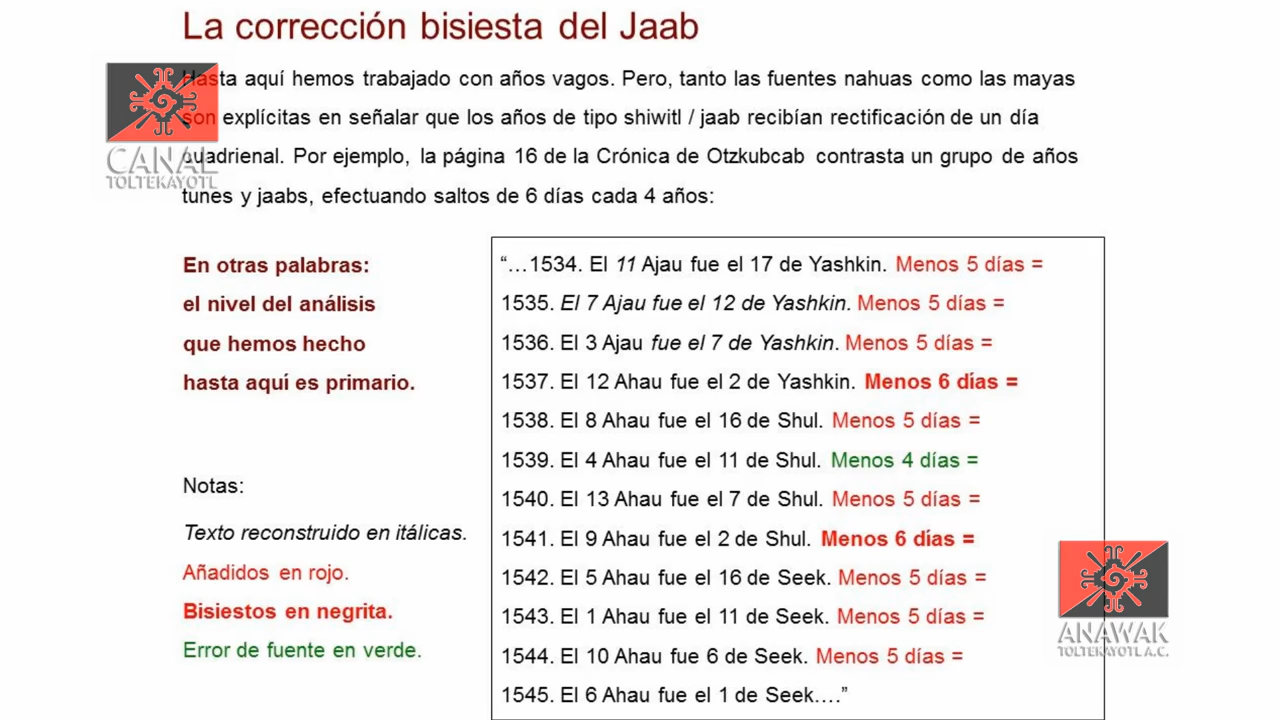 La corrección bisiesta del Jaab
Hasta aquí hemos trabajado con años vagos. Pero, tanto las fuentes nahuas como las mayas
son explícitas en señalar que los años de tipo shiwitl / jaab recibían rectificación de un día
cuadrienal. Por ejemplo, la página 16 de la Crónica de Otzkubcab contrasta un grupo de años
tunes y jaabs, efectuando saltos de 6 días cada 4 años:
CANAL
TOLTEKAYOTL
En otras palabras:
el nivel del análisis
que hemos hecho
hasta aquí es primario.
Notas:
Texto reconstruido en itálicas.
Añadidos en rojo.
Bisiestos en negrita.
Error de fuente en verde.
“…1534. El 11 Ajau fue el 17 de Yashkin. Menos 5 días =
1535. El 7 Ajau fue el 12 de Yashkin. Menos 5 días =
1536. El 3 Ajau fue el 7 de Yashkin. Menos 5 días =
1537. El 12 Ahau fue el 2 de Yashkin. Menos 6 días =
1538. El 8 Ahau fue el 16 de Shul. Menos 5 días =
1539. El 4 Ahau fue el 11 de Shul. Menos 4 días =
1540. El 13 Ahau fue el 7 de Shul. Menos 5 días =
1541. El 9 Ahau fue el 2 de Shul. Menos 6 días =
1542. El 5 Ahau fue el 16 de Seek. Menos 5 días =
1543. El 1 Ahau fue el 11 de Seek. Menos 5 días =
1544. El 10 Ahau fue 6 de Seek. Menos 5 días =
1545. El 6 Ahau fue el 1 de Seek….”
ANAWAK
TOLTEKAYOTL A.C.